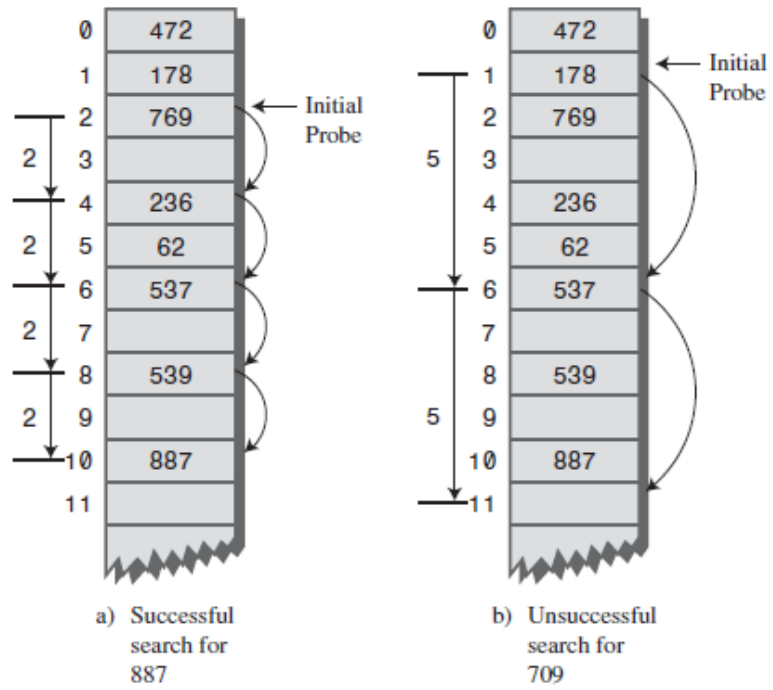 0 472
1 178
Initial
Probe
2 769
2 3
4 236
2 5 62
6 537
2 7
8 539
2 9
10 887
11
a) Successful
search for
887
0 472
Initial
Probe
1 178
2 769
5 3
4 236
5 62
6 537
7
8 539
5 9
10 887
11
b) Unsuccessful
search for
709